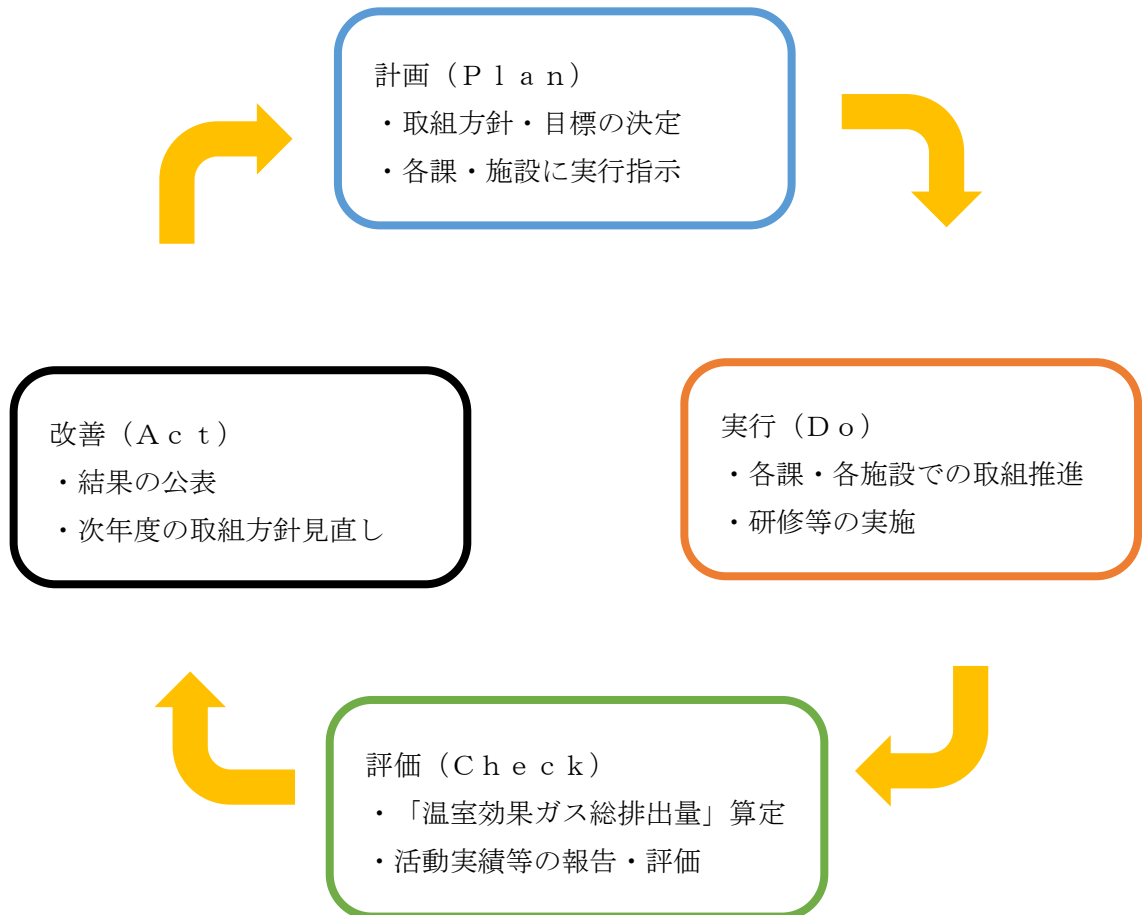 計画（Ｐｌａｎ）
・取組方針・目標の決定
・各課・施設に実行指示
実行（Ｄｏ）
・各課・各施設での取組推進
・研修等の実施
評価（Ｃｈｅｃｋ）
・「温室効果ガス総排出量」算定
・活動実績等の報告・評価
改善（Ａｃｔ）
・結果の公表
・次年度の取組方針見直し